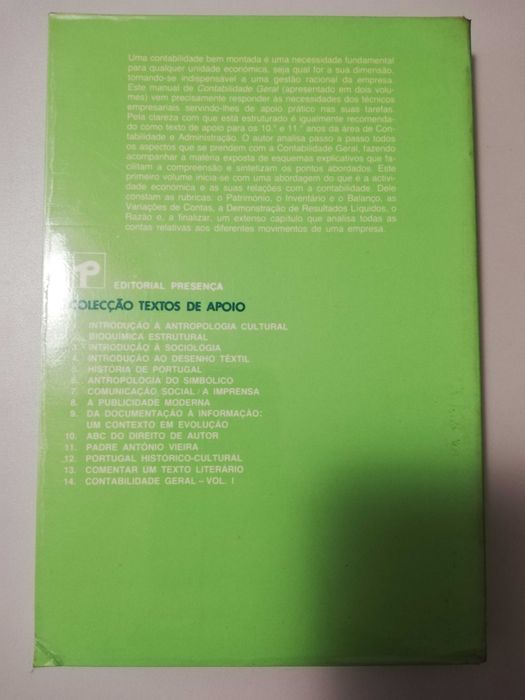 Uma contabilidade bem montada é uma necessidade fundamental
para qualquer unidade económica, seja qual for a sua dimensão,
tornando-se indispensável a uma gestão racional da empresa.
Este manual de Contabilidade Geral (apresentado em dois volu-
mes) vem precisamente responder às necessidades dos técnicos
empresariais, servindo-lhes de apoio prático nas suas tarefas.
Pela clareza com que está estruturado é igualmente recomenda-
do como texto de apoio para os 10.º e 11.º anos da área de Con-
tabilidade e Administração. O autor analisa passo a passo todos
os aspectos que se prendem com a Contabilidade Geral, fazendo
acompanhar a matéria exposta de esquemas explicativos que fa-
cilitam a compreensão e sintetizam os pontos abordados. Este
primeiro volume inicia-se com uma abordagem do que é a activi-
dade económica e as suas relações com a contabilidade. Dele
constam as rubricas: o Património, o Inventário e o Balanço, as
Variações de Contas, a Demonstração de Resultados Líquidos, o
Razão e, a finalizar, um extenso capítulo que analisa todas as
contas relativas aos diferentes movimentos de uma empresa.
P
EDITORIAL PRESENÇA
COLECÇÃO TEXTOS DE APOIO
INTRODUÇÃO À ANTROPOLOGIA CULTURAL
2. BIOQUÍMICA ESTRUTURAL
3. INTRODUÇÃO À SOCIOLOGIA
4. INTRODUÇÃO AO DESENHO TÊXTIL
5. HISTÓRIA DE PORTUGAL
6. ANTROPOLOGIA DO SIMBÓLICO
7. COMUNICAÇÃO SOCIAL / A IMPRENSA
8. A PUBLICIDADE MODERNA
9. DA DOCUMENTAÇÃO À INFORMAÇÃO:
UM CONTEXTO EM EVOLUÇÃO
10. ABC DO DIREITO DE AUTOR
11. PADRE ANTÓNIO VIEIRA
12. PORTUGAL HISTÓRICO-CULTURAL
13. COMENTAR UM TEXTO LITERÁRIO
14. CONTABILIDADE GERAL – VOL. I